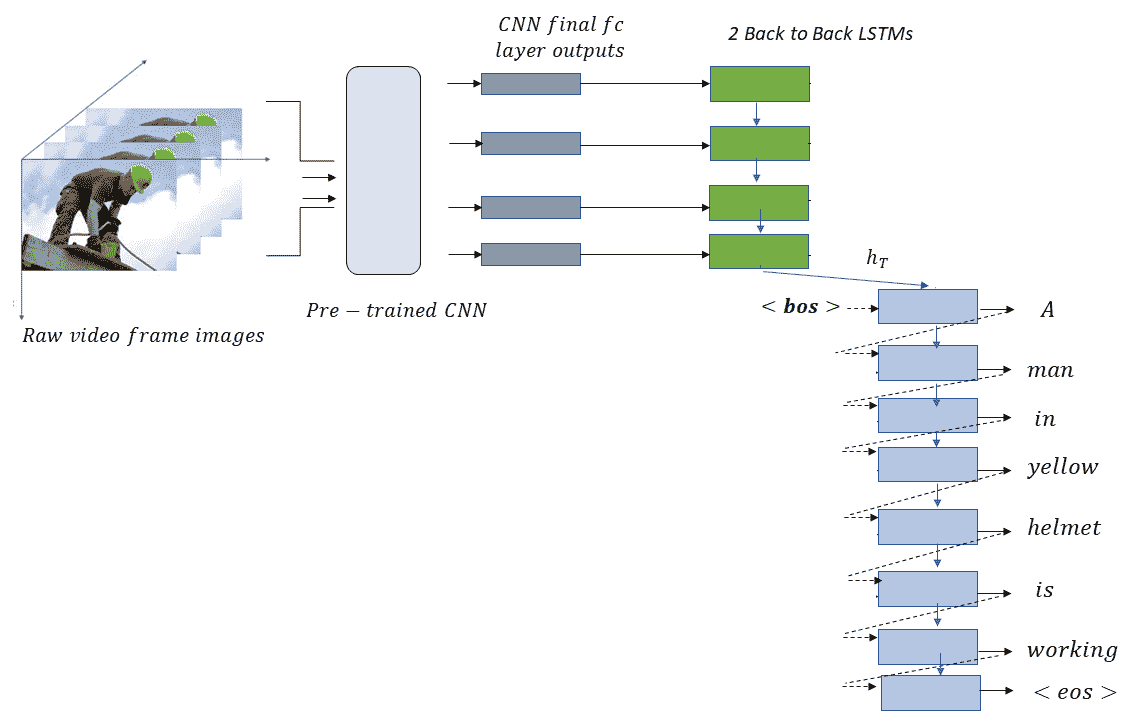 CNN final fc
layer outputs
2 Back to Back LSTMs
Pre − trained CNN
Raw video frame images
h_T
< bos >
A
man
in
yellow
helmet
is
working
< eos >